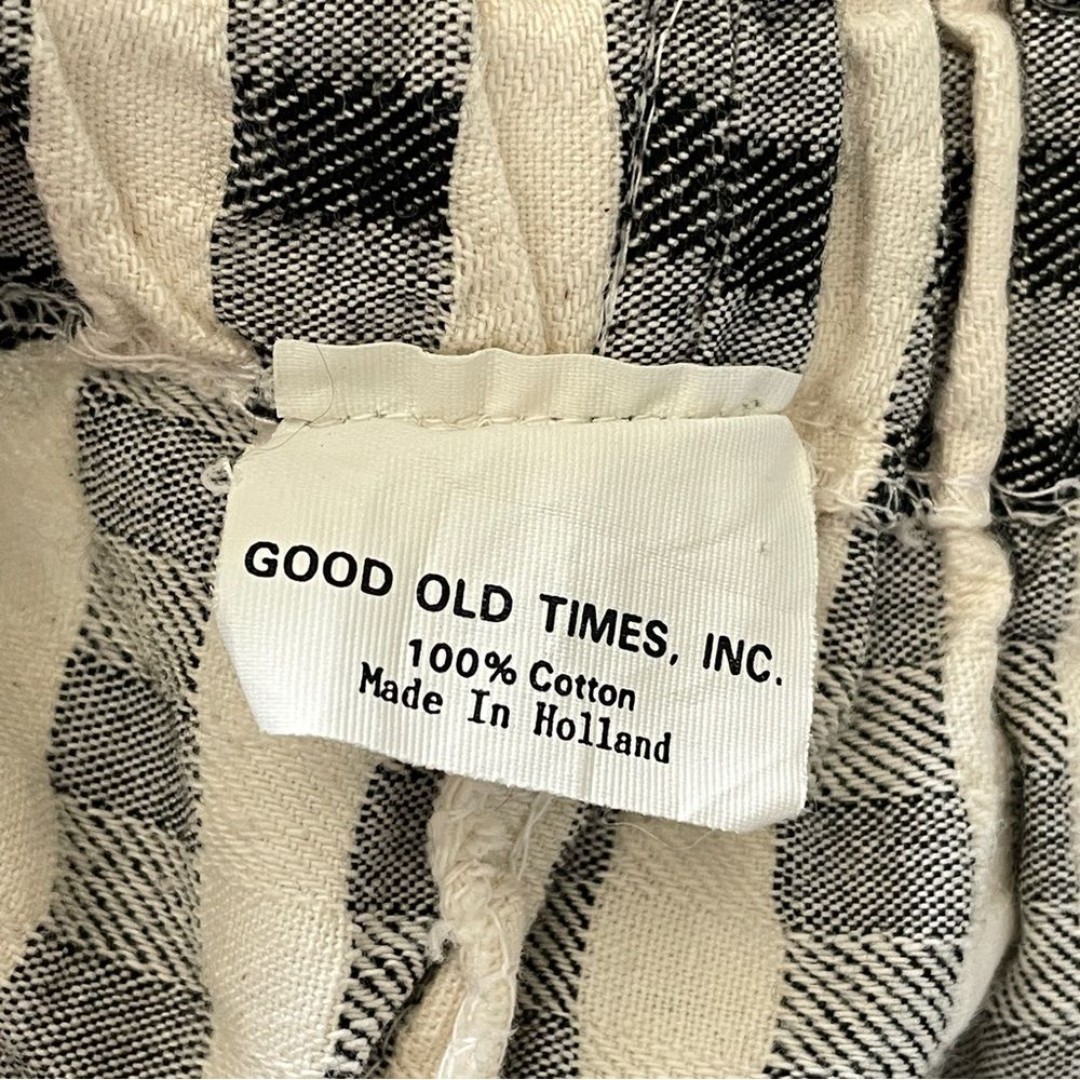 GOOD OLD TIMES, INC.
100% Cotton
Made In Holland